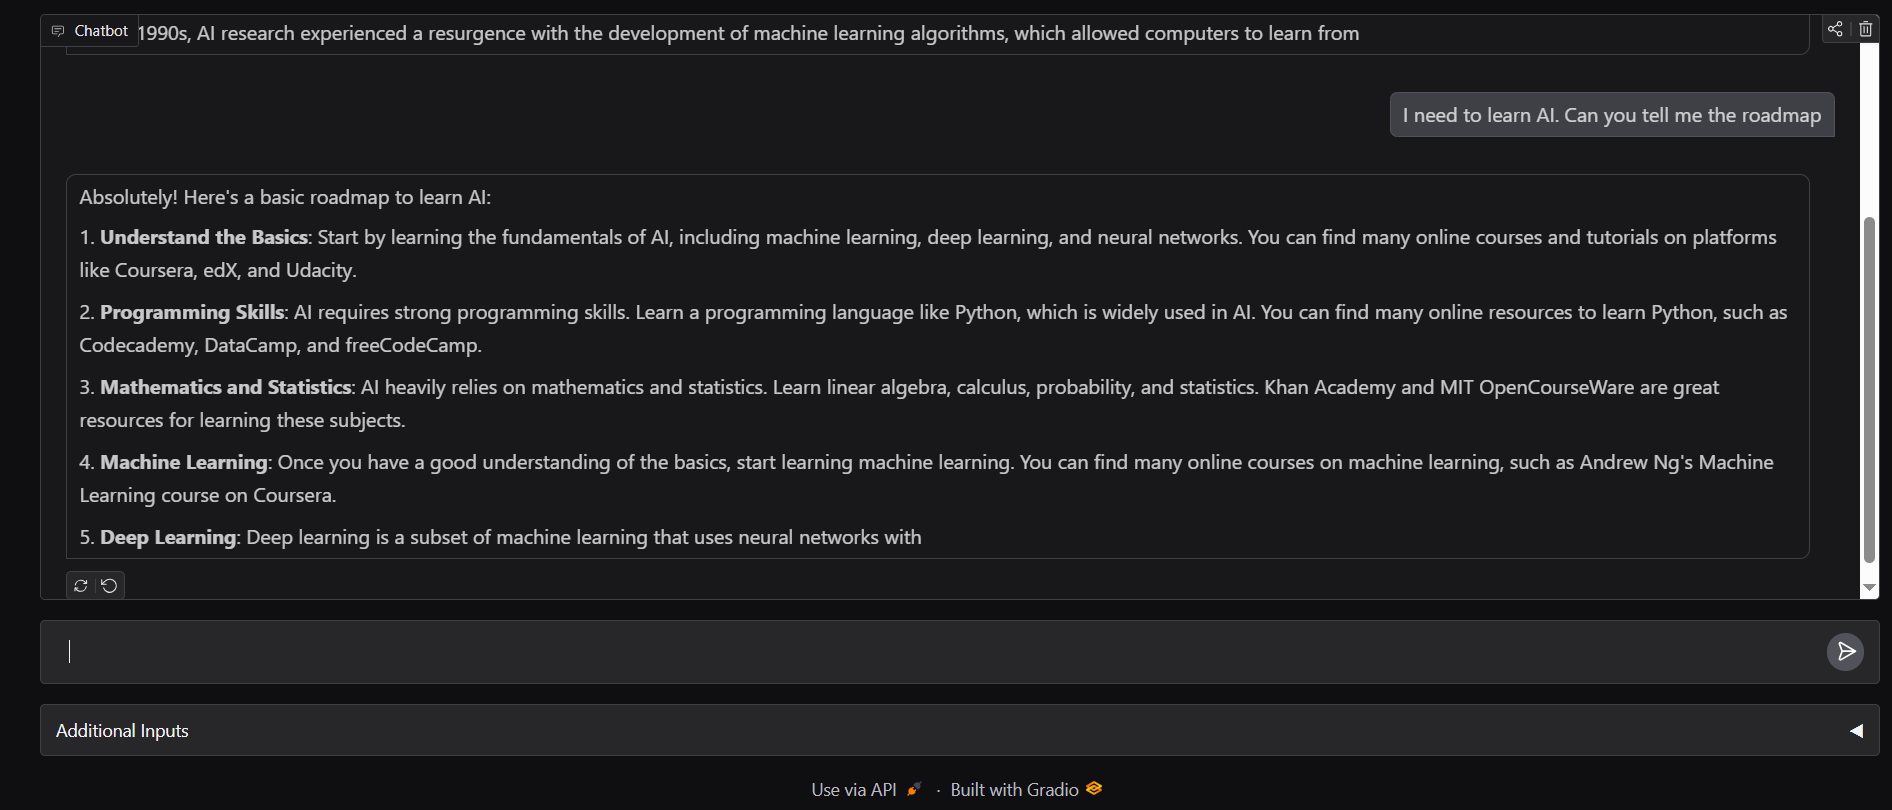 Chatbot
1990s, AI research experienced a resurgence with the development of machine learning algorithms, which allowed computers to learn from
I need to learn AI. Can you tell me the roadmap
Absolutely! Here's a basic roadmap to learn AI:
1. Understand the Basics: Start by learning the fundamentals of AI, including machine learning, deep learning, and neural networks. You can find many online courses and tutorials on platforms
like Coursera, edX, and Udacity.
2. Programming Skills: AI requires strong programming skills. Learn a programming language like Python, which is widely used in AI. You can find many online resources to learn Python, such as
Codecademy, DataCamp, and freeCodeCamp.
3. Mathematics and Statistics: AI heavily relies on mathematics and statistics. Learn linear algebra, calculus, probability, and statistics. Khan Academy and MIT OpenCourseWare are great
resources for learning these subjects.
4. Machine Learning: Once you have a good understanding of the basics, start learning machine learning. You can find many online courses on machine learning, such as Andrew Ng's Machine
Learning course on Coursera.
5. Deep Learning: Deep learning is a subset of machine learning that uses neural networks with
Additional Inputs
Use via API · Built with Gradio